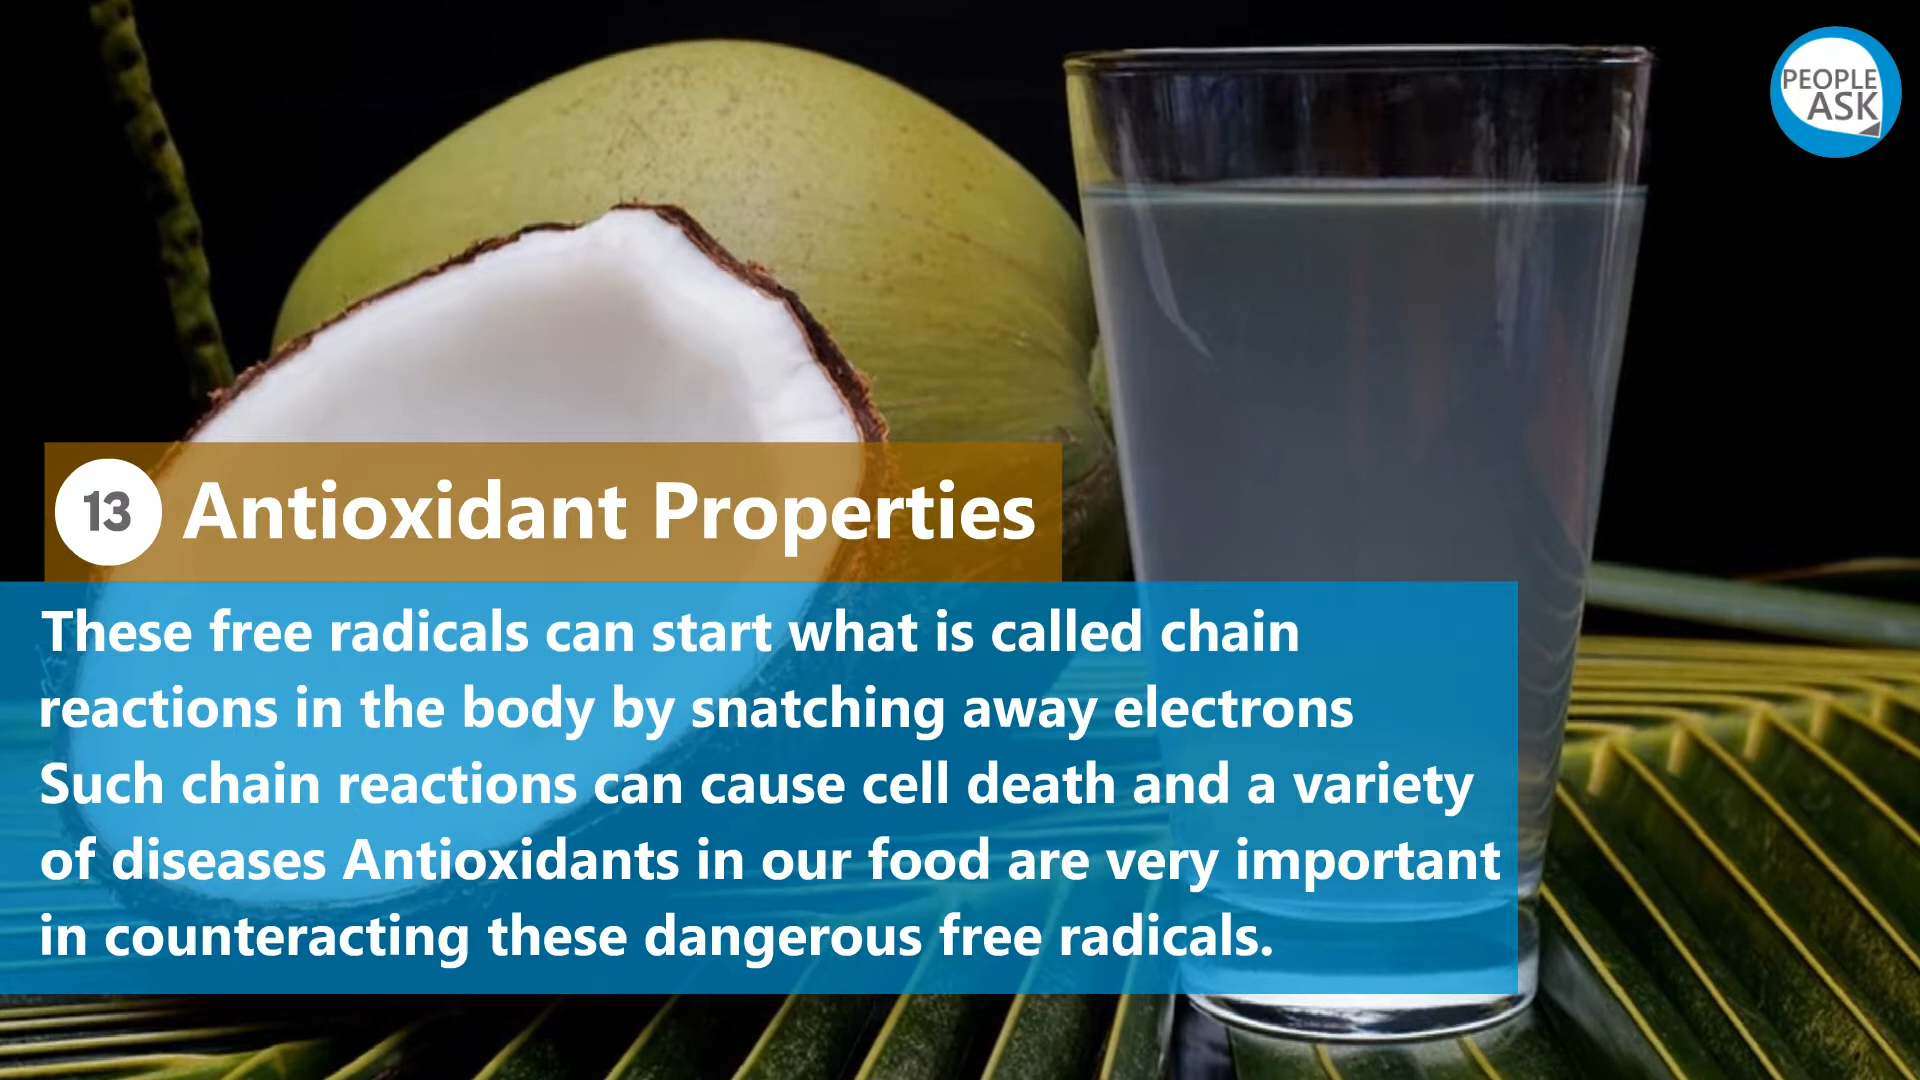 PEOPLE
ASK
13 Antioxidant Properties
These free radicals can start what is called chain
reactions in the body by snatching away electrons
Such chain reactions can cause cell death and a variety
of diseases Antioxidants in our food are very important
in counteracting these dangerous free radicals.